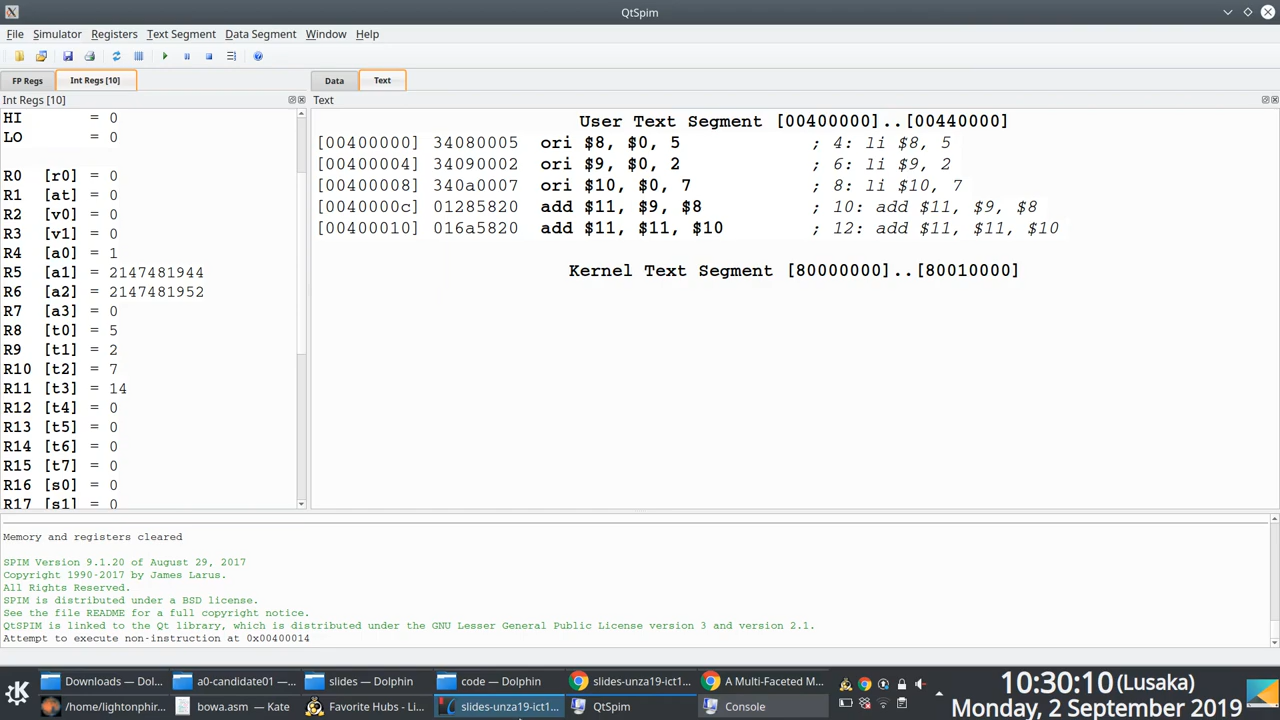 QtSpim
File Simulator Registers Text Segment Data Segment Window Help
FP Regs Int Regs [10] Data Text
Int Regs [10]
HI = 0
LO = 0
R0 [r0] = 0
R1 [at] = 0
R2 [v0] = 0
R3 [v1] = 0
R4 [a0] = 1
R5 [a1] = 2147481944
R6 [a2] = 2147481952
R7 [a3] = 0
R8 [t0] = 5
R9 [t1] = 2
R10 [t2] = 7
R11 [t3] = 14
R12 [t4] = 0
R13 [t5] = 0
R14 [t6] = 0
R15 [t7] = 0
R16 [s0] = 0
R17 [s1] = 0
Text
User Text Segment [00400000]..[00440000]
[00400000] 34080005 ori $8, $0, 5 ; 4: li $8, 5
[00400004] 34090002 ori $9, $0, 2 ; 6: li $9, 2
[00400008] 340a0007 ori $10, $0, 7 ; 8: li $10, 7
[0040000c] 01285820 add $11, $9, $8 ; 10: add $11, $9, $8
[00400010] 016a5820 add $11, $11, $10 ; 12: add $11, $11, $10
Kernel Text Segment [80000000]..[80010000]
Memory and registers cleared
SPIM Version 9.1.20 of August 29, 2017
Copyright 1990-2017 by James Larus.
All Rights Reserved.
SPIM is distributed under a BSD license.
See the file README for a full copyright notice.
QtSPIM is linked to the Qt library, which is distributed under the GNU Lesser General Public License version 3 and version 2.1.
Attempt to execute non-instruction at 0x00400014
Downloads — Dol... a0-candidate01 —... slides — Dolphin code — Dolphin slides-unza19-ict1... A Multi-Faceted M...
/home/lightonphir... bowa.asm — Kate Favorite Hubs - Li... slides-unza19-ict1... QtSpim Console
10:30:10 (Lusaka)
Monday, 2 September 2019